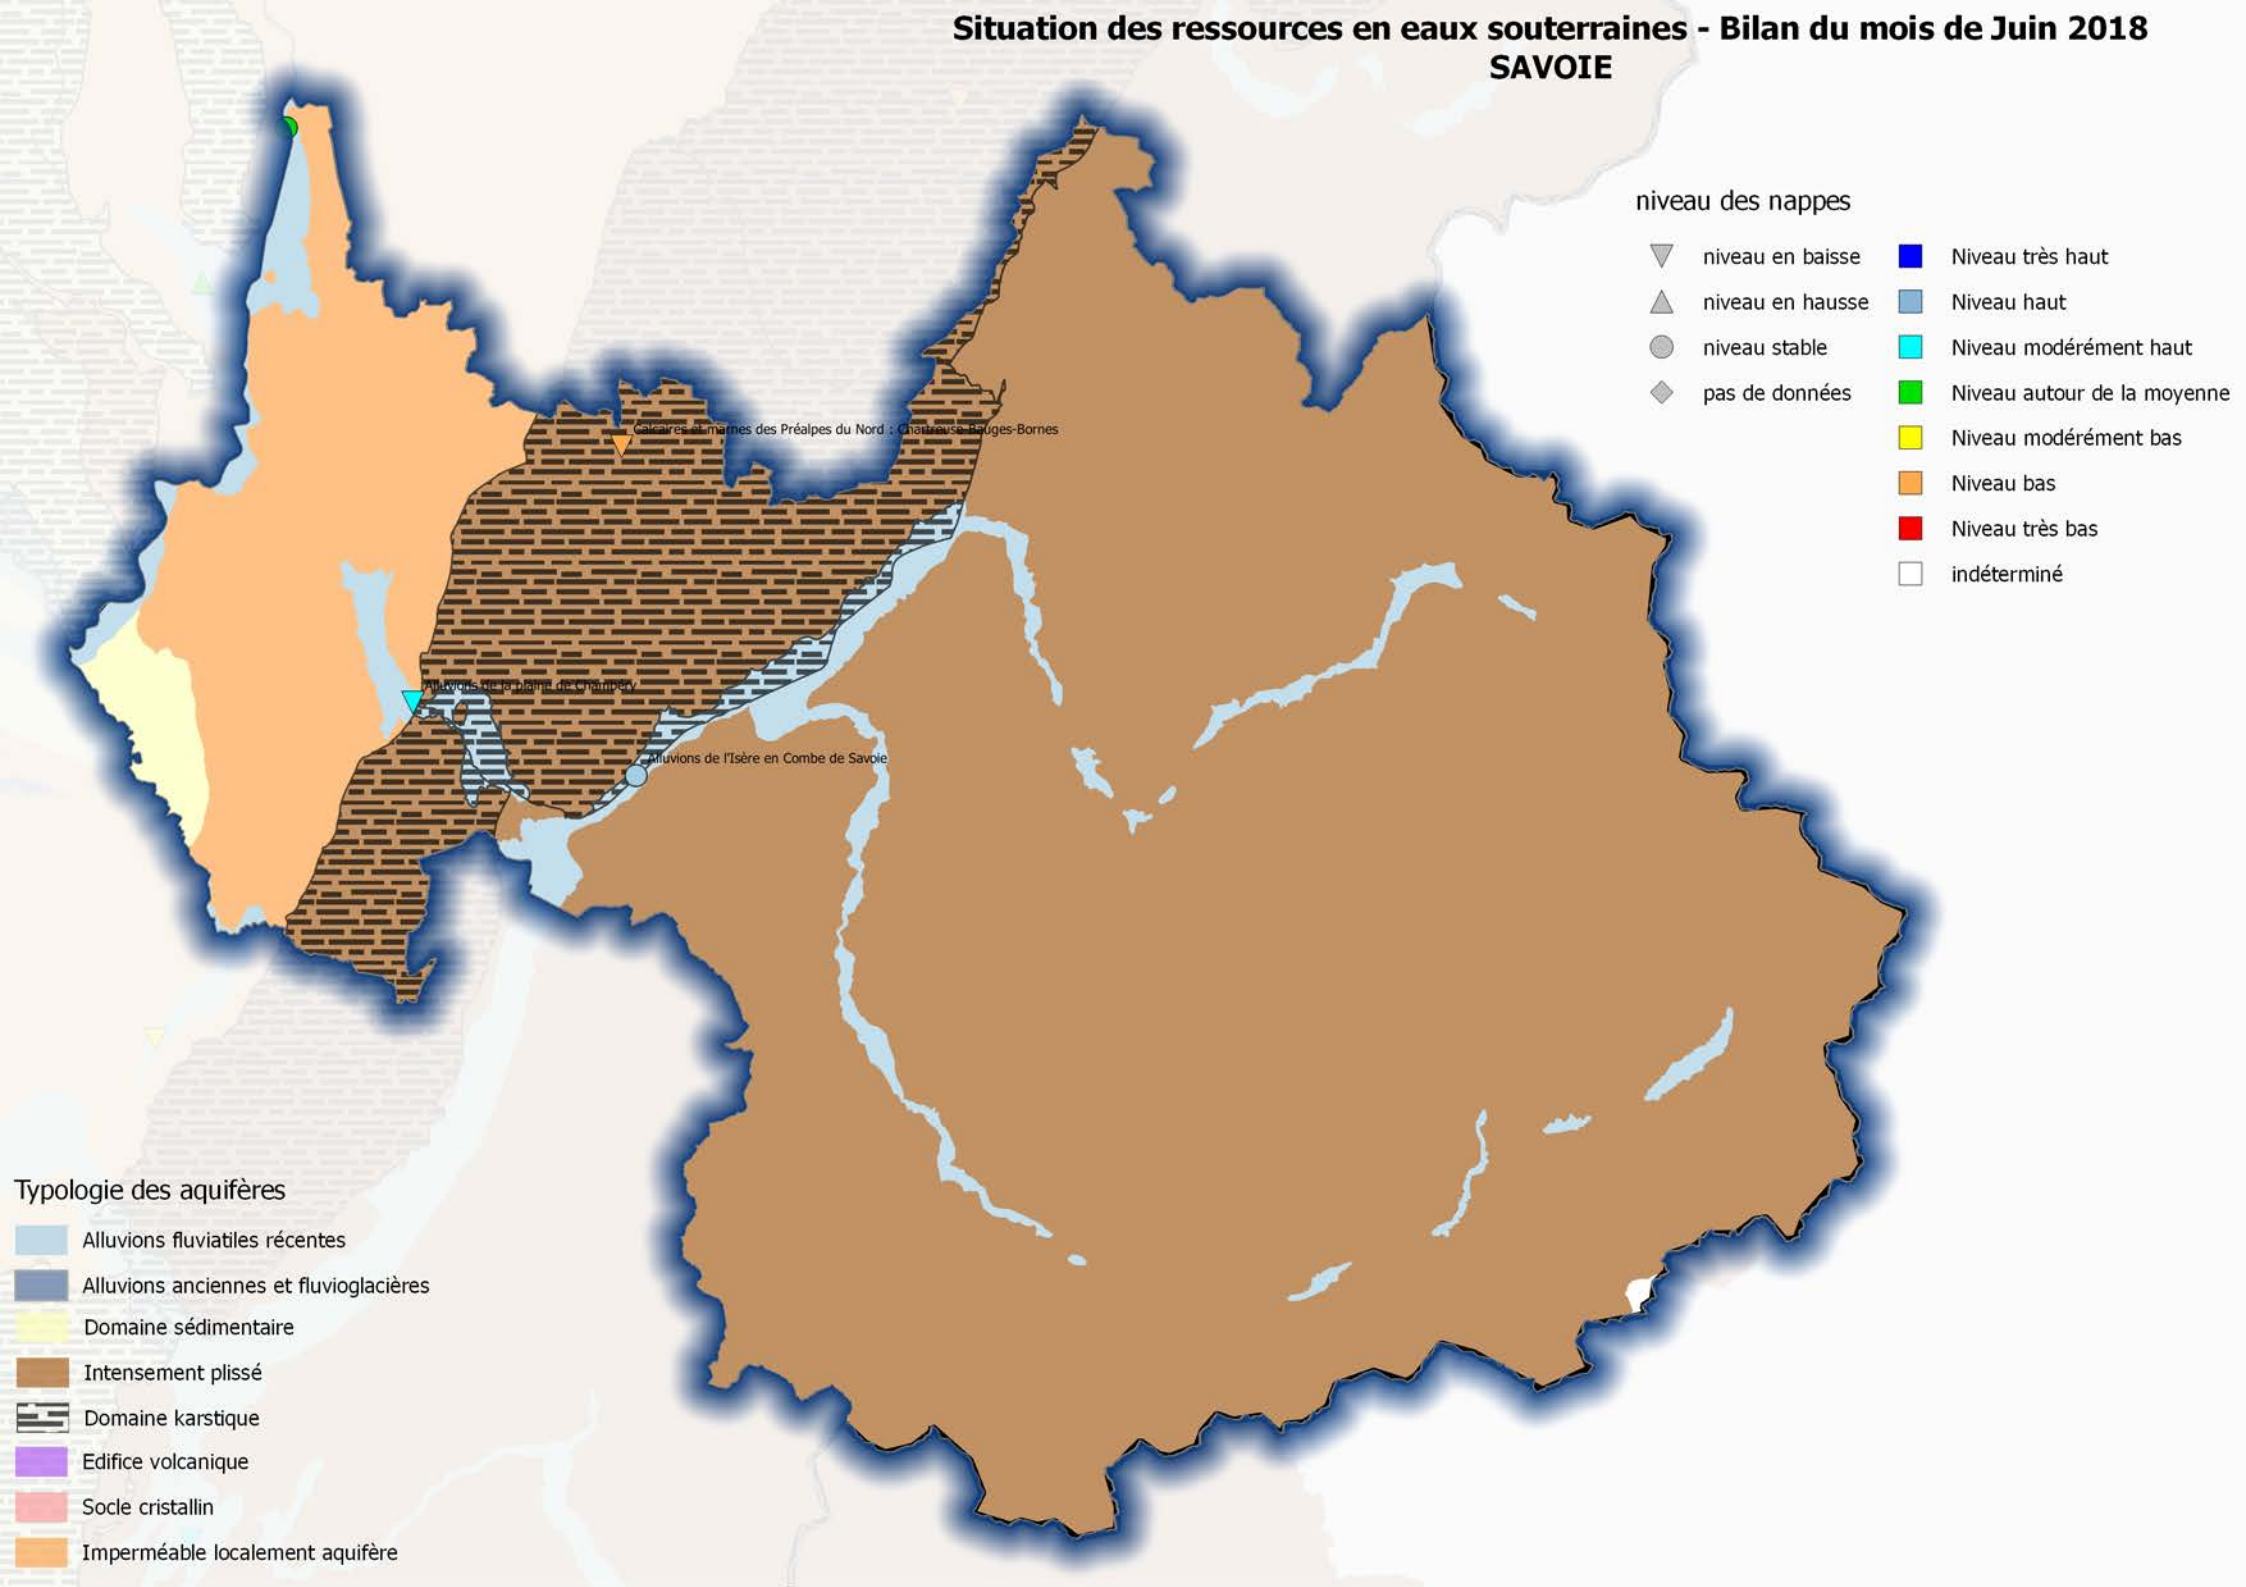 Situation des ressources en eaux souterraines - Bilan du mois de Juin 2018
SAVOIE
niveau des nappes
niveau en baisse
niveau en hausse
niveau stable
pas de données
Niveau très haut
Niveau haut
Niveau modérément haut
Niveau autour de la moyenne
Niveau modérément bas
Niveau bas
Niveau très bas
indéterminé
Calcaires et marnes des Préalpes du Nord : Chartreuse-Bauges-Bornes
Alluvions de la plaine de Chambéry
Alluvions de l'Isère en Combe de Savoie
Typologie des aquifères
Alluvions fluviatiles récentes
Alluvions anciennes et fluvioglacières
Domaine sédimentaire
Intensement plissé
Domaine karstique
Edifice volcanique
Socle cristallin
Imperméable localement aquifère